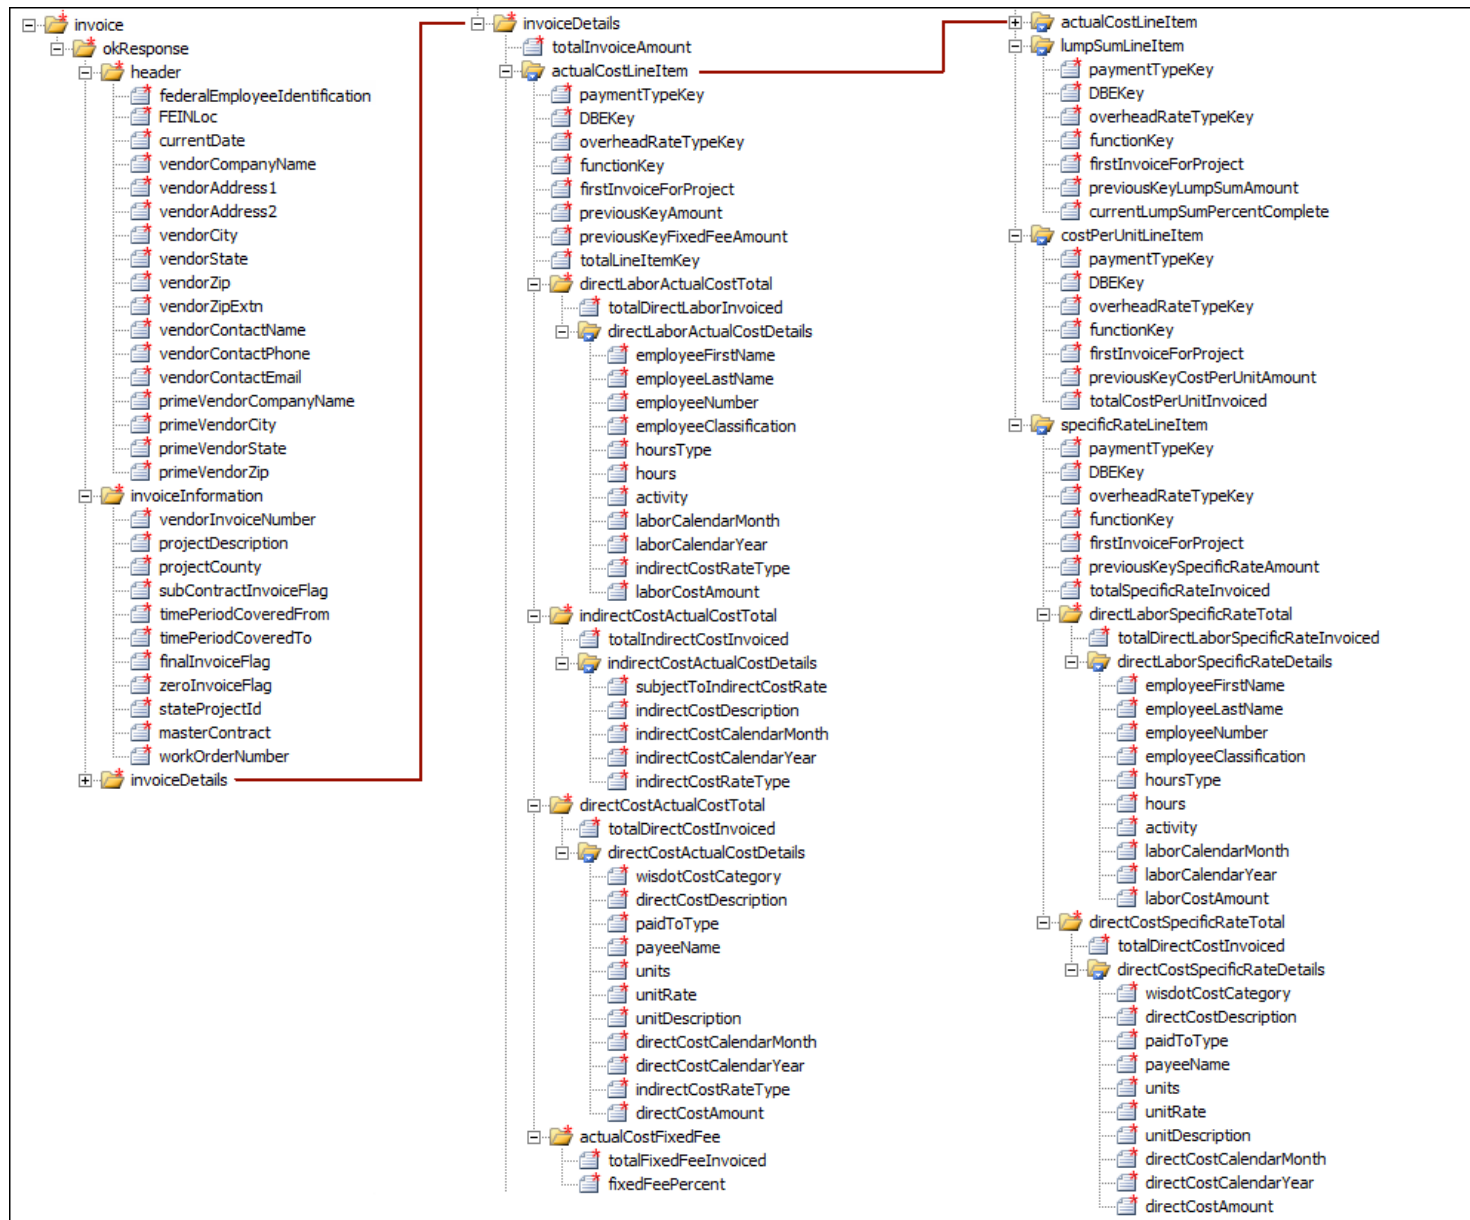 invoice
okResponse
header
federalEmployeeIdentification
FEINLoc
currentDate
vendorCompanyName
vendorAddress1
vendorAddress2
vendorCity
vendorState
vendorZip
vendorZipExtn
vendorContactName
vendorContactPhone
vendorContactEmail
primeVendorCompanyName
primeVendorCity
primeVendorState
primeVendorZip
invoiceInformation
vendorInvoiceNumber
projectDescription
projectCounty
subContractInvoiceFlag
timePeriodCoveredFrom
timePeriodCoveredTo
finalInvoiceFlag
zeroInvoiceFlag
stateProjectId
masterContract
workOrderNumber
invoiceDetails
invoiceDetails
totalInvoiceAmount
actualCostLineItem
paymentTypeKey
DBEKey
overheadRateTypeKey
functionKey
firstInvoiceForProject
previousKeyAmount
previousKeyFixedFeeAmount
totalLineItemKey
directLaborActualCostTotal
totalDirectLaborInvoiced
directLaborActualCostDetails
employeeFirstName
employeeLastName
employeeNumber
employeeClassification
hoursType
hours
activity
laborCalendarMonth
laborCalendarYear
indirectCostRateType
laborCostAmount
indirectCostActualCostTotal
totalIndirectCostInvoiced
indirectCostActualCostDetails
subjectToIndirectCostRate
indirectCostDescription
indirectCostCalendarMonth
indirectCostCalendarYear
indirectCostRateType
directCostActualCostTotal
totalDirectCostInvoiced
directCostActualCostDetails
wisdotCostCategory
directCostDescription
paidToType
payeeName
units
unitRate
unitDescription
directCostCalendarMonth
directCostCalendarYear
indirectCostRateType
directCostAmount
actualCostFixedFee
totalFixedFeeInvoiced
fixedFeePercent
actualCostLineItem
lumpSumLineItem
paymentTypeKey
DBEKey
overheadRateTypeKey
functionKey
firstInvoiceForProject
previousKeyLumpSumAmount
currentLumpSumPercentComplete
costPerUnitLineItem
paymentTypeKey
DBEKey
overheadRateTypeKey
functionKey
firstInvoiceForProject
previousKeyCostPerUnitAmount
totalCostPerUnitInvoiced
specificRateLineItem
paymentTypeKey
DBEKey
overheadRateTypeKey
functionKey
firstInvoiceForProject
previousKeySpecificRateAmount
totalSpecificRateInvoiced
directLaborSpecificRateTotal
totalDirectLaborSpecificRateInvoiced
directLaborSpecificRateDetails
employeeFirstName
employeeLastName
employeeNumber
employeeClassification
hoursType
hours
activity
laborCalendarMonth
laborCalendarYear
laborCostAmount
directCostSpecificRateTotal
totalDirectCostInvoiced
directCostSpecificRateDetails
wisdotCostCategory
directCostDescription
paidToType
payeeName
units
unitRate
unitDescription
directCostCalendarMonth
directCostCalendarYear
directCostAmount